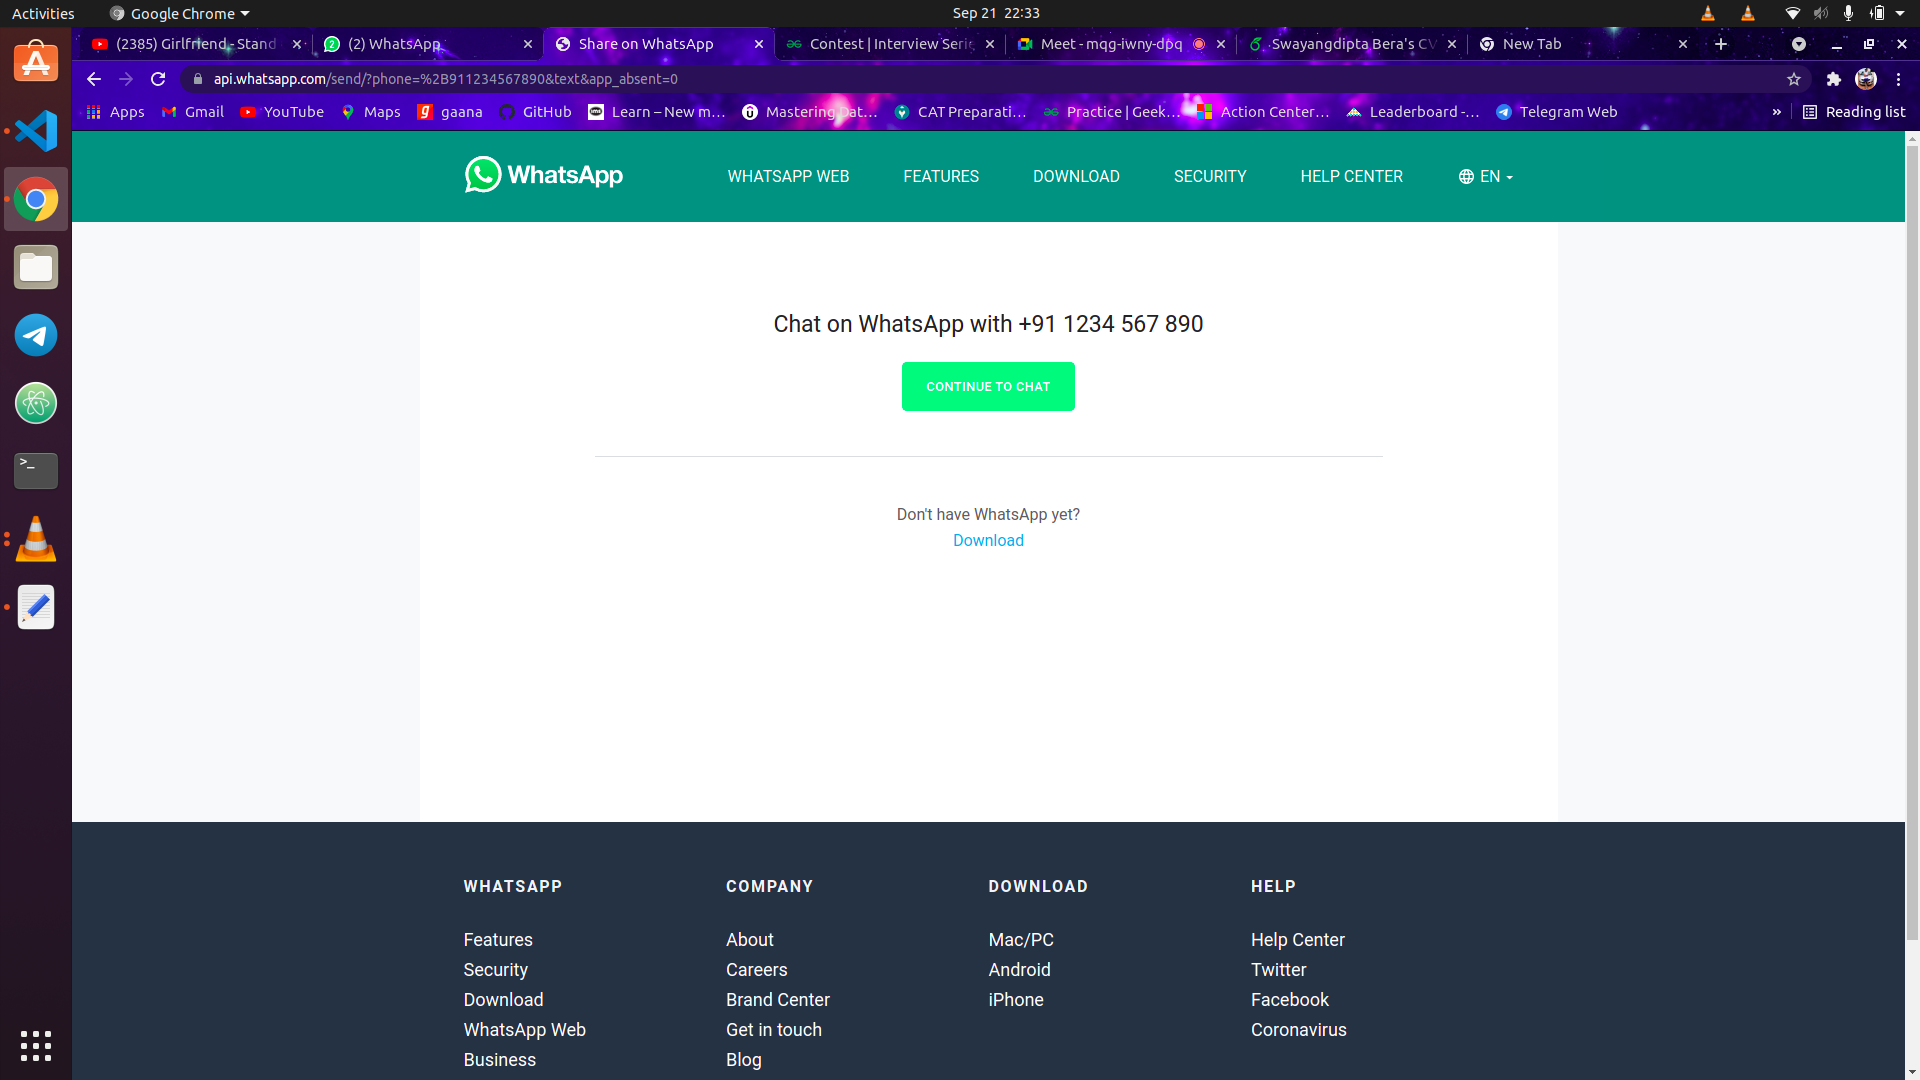 Activities
Google Chrome
Sep 21 22:33
(2385) Girlfriend - Stand
(2) WhatsApp
Share on WhatsApp
Contest | Interview Serie
Meet - mqg-iwny-dpq
Swayangdipta Bera's CV
New Tab
api.whatsapp.com/send/?phone=%2B911234567890&text&app_absent=0
Apps
Gmail
YouTube
Maps
gaana
GitHub
Learn – New m...
Mastering Dat...
CAT Preparati...
Practice | Geek...
Action Center...
Leaderboard -...
Telegram Web
»
Reading list
WhatsApp
WHATSAPP WEB
FEATURES
DOWNLOAD
SECURITY
HELP CENTER
EN
Chat on WhatsApp with +91 1234 567 890
CONTINUE TO CHAT
Don't have WhatsApp yet?
Download
WHATSAPP
Features
Security
Download
WhatsApp Web
Business
COMPANY
About
Careers
Brand Center
Get in touch
Blog
DOWNLOAD
Mac/PC
Android
iPhone
HELP
Help Center
Twitter
Facebook
Coronavirus